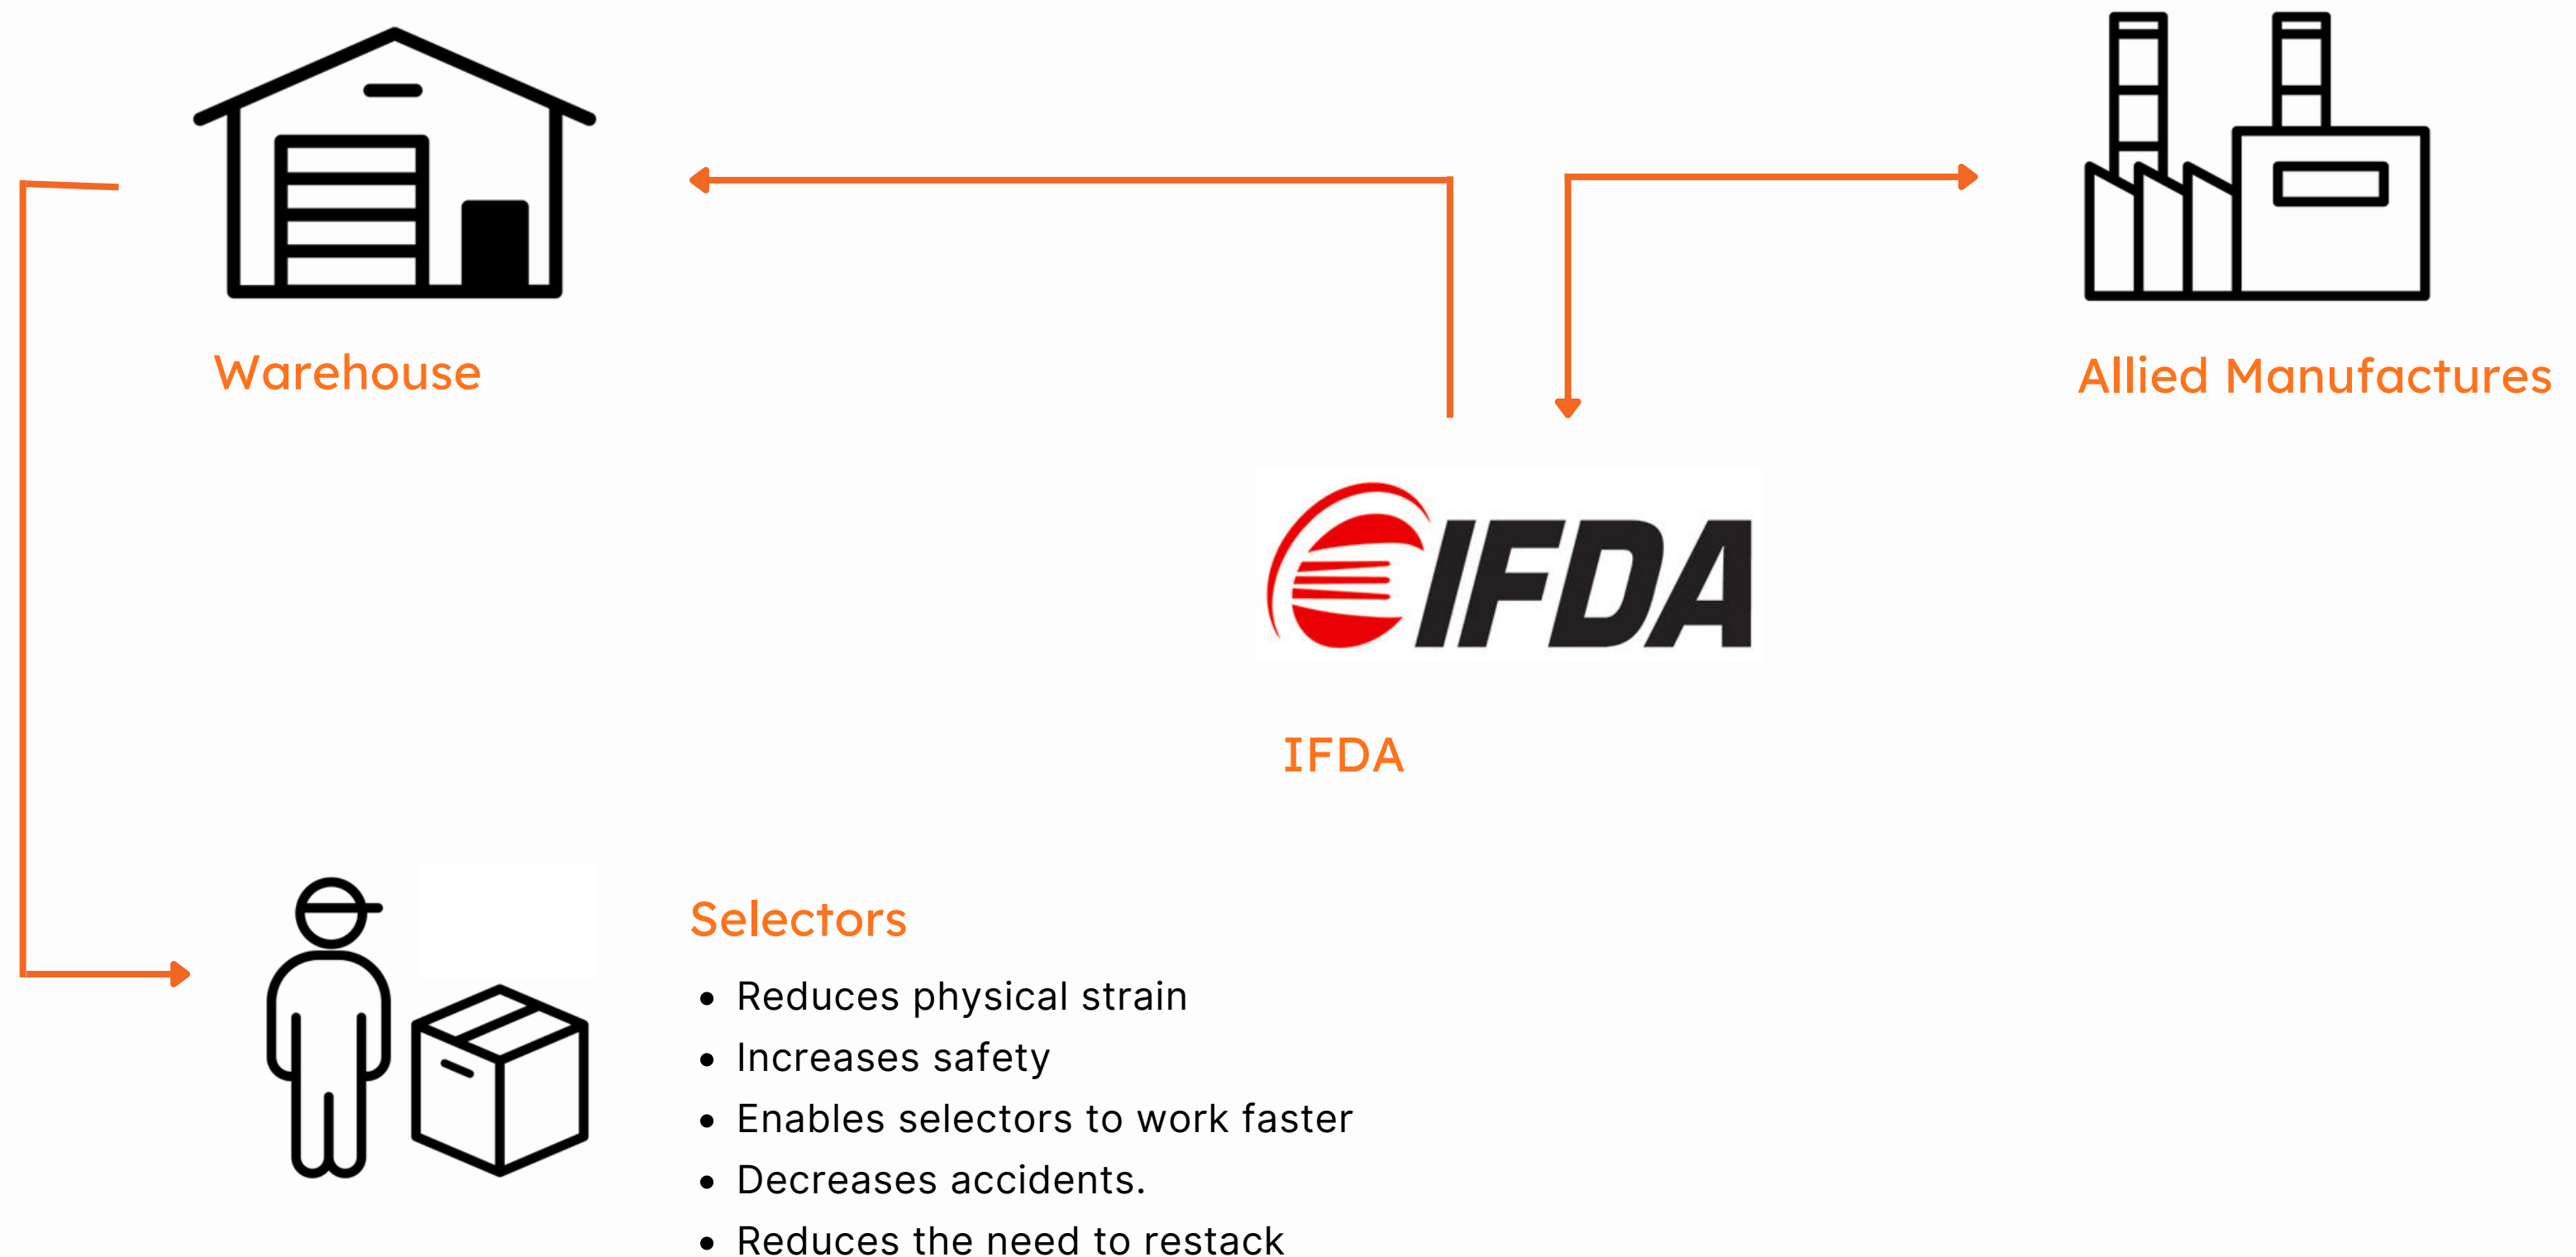 Warehouse
Allied Manufactures
IFDA
IFDA
Selectors
• Reduces physical strain
• Increases safety
• Enables selectors to work faster
• Decreases accidents.
• Reduces the need to restack